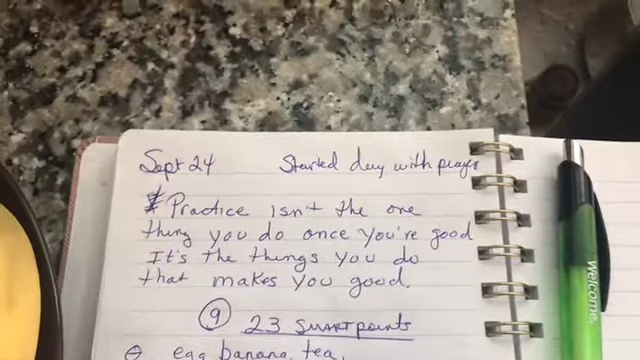 Sept 24 Started day with prayer
* Practice isn't the one
thing you do once you're good
It's the things you do
that makes you good.
9 23 smartpoints
egg banana, tea,
Welcome.